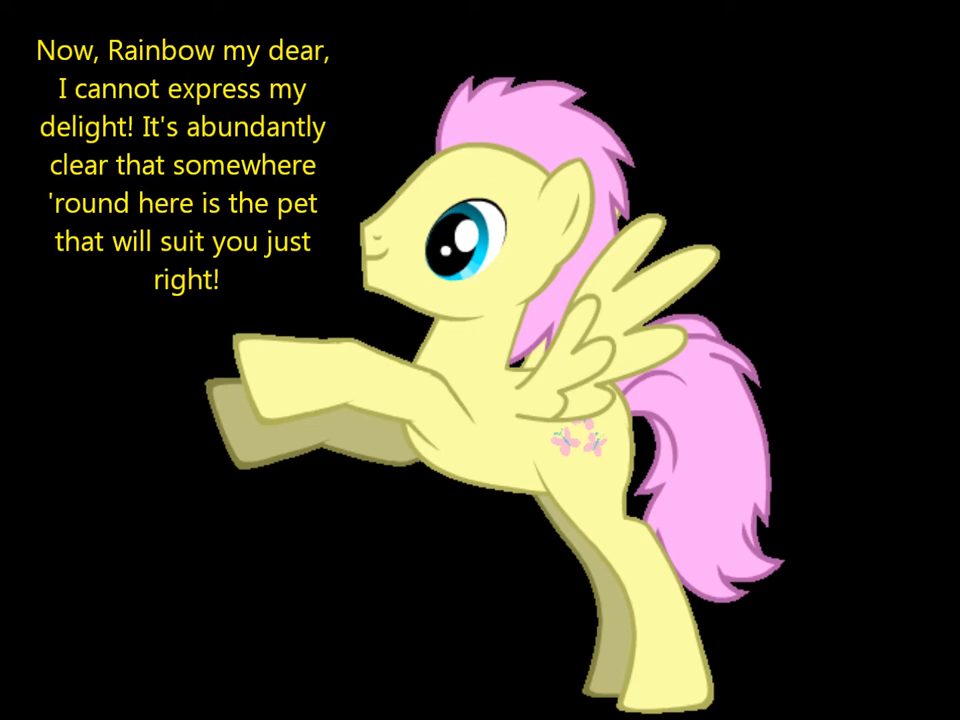 Now, Rainbow my dear,
I cannot express my
delight! It's abundantly
clear that somewhere
'round here is the pet
that will suit you just
right!